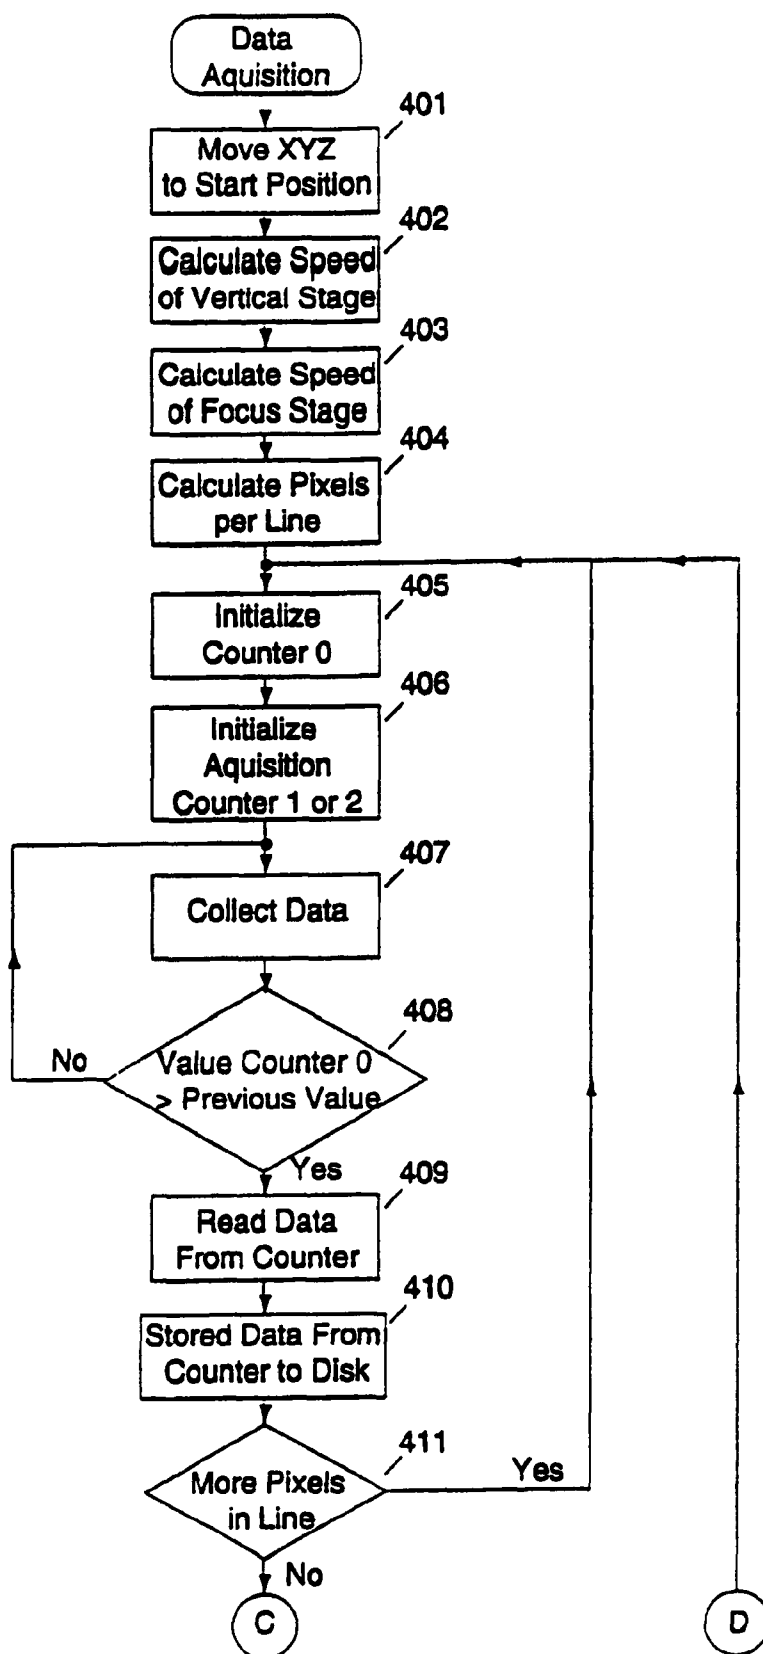 Data
Aquisition
401
Move XYZ
to Start Position
402
Calculate Speed
of Vertical Stage
403
Calculate Speed
of Focus Stage
404
Calculate Pixels
per Line
405
Initialize
Counter 0
406
Initialize
Aquisition
Counter 1 or 2
407
Collect Data
408
No
Value Counter 0
> Previous Value
Yes
409
Read Data
From Counter
410
Stored Data From
Counter to Disk
411
More Pixels
in Line
Yes
No
C
D